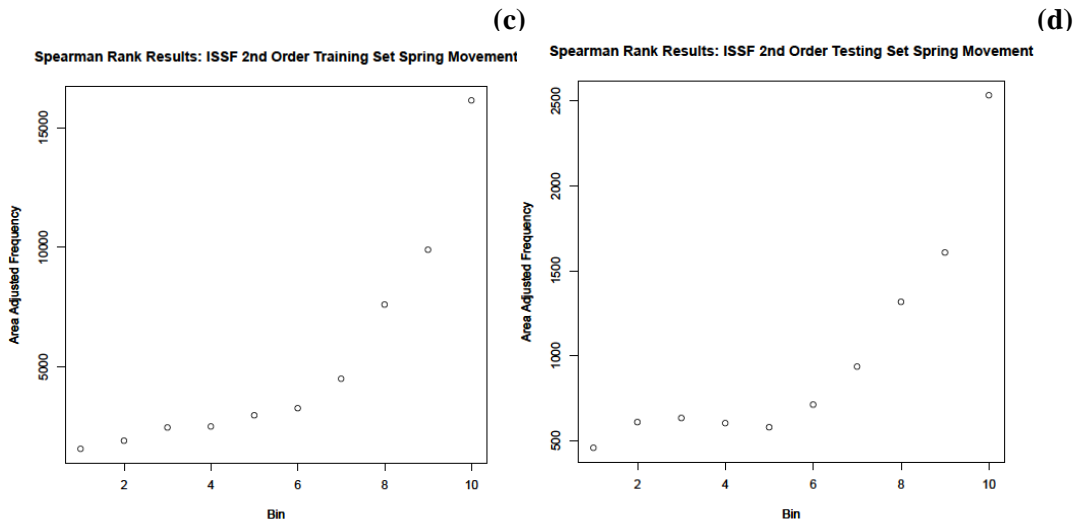 (c)
Spearman Rank Results: ISSF 2nd Order Training Set Spring Movement
Area Adjusted Frequency
15000
10000
5000
2 4 6 8 10
Bin
(d)
Spearman Rank Results: ISSF 2nd Order Testing Set Spring Movement
Area Adjusted Frequency
2500
2000
1500
1000
500
2 4 6 8 10
Bin